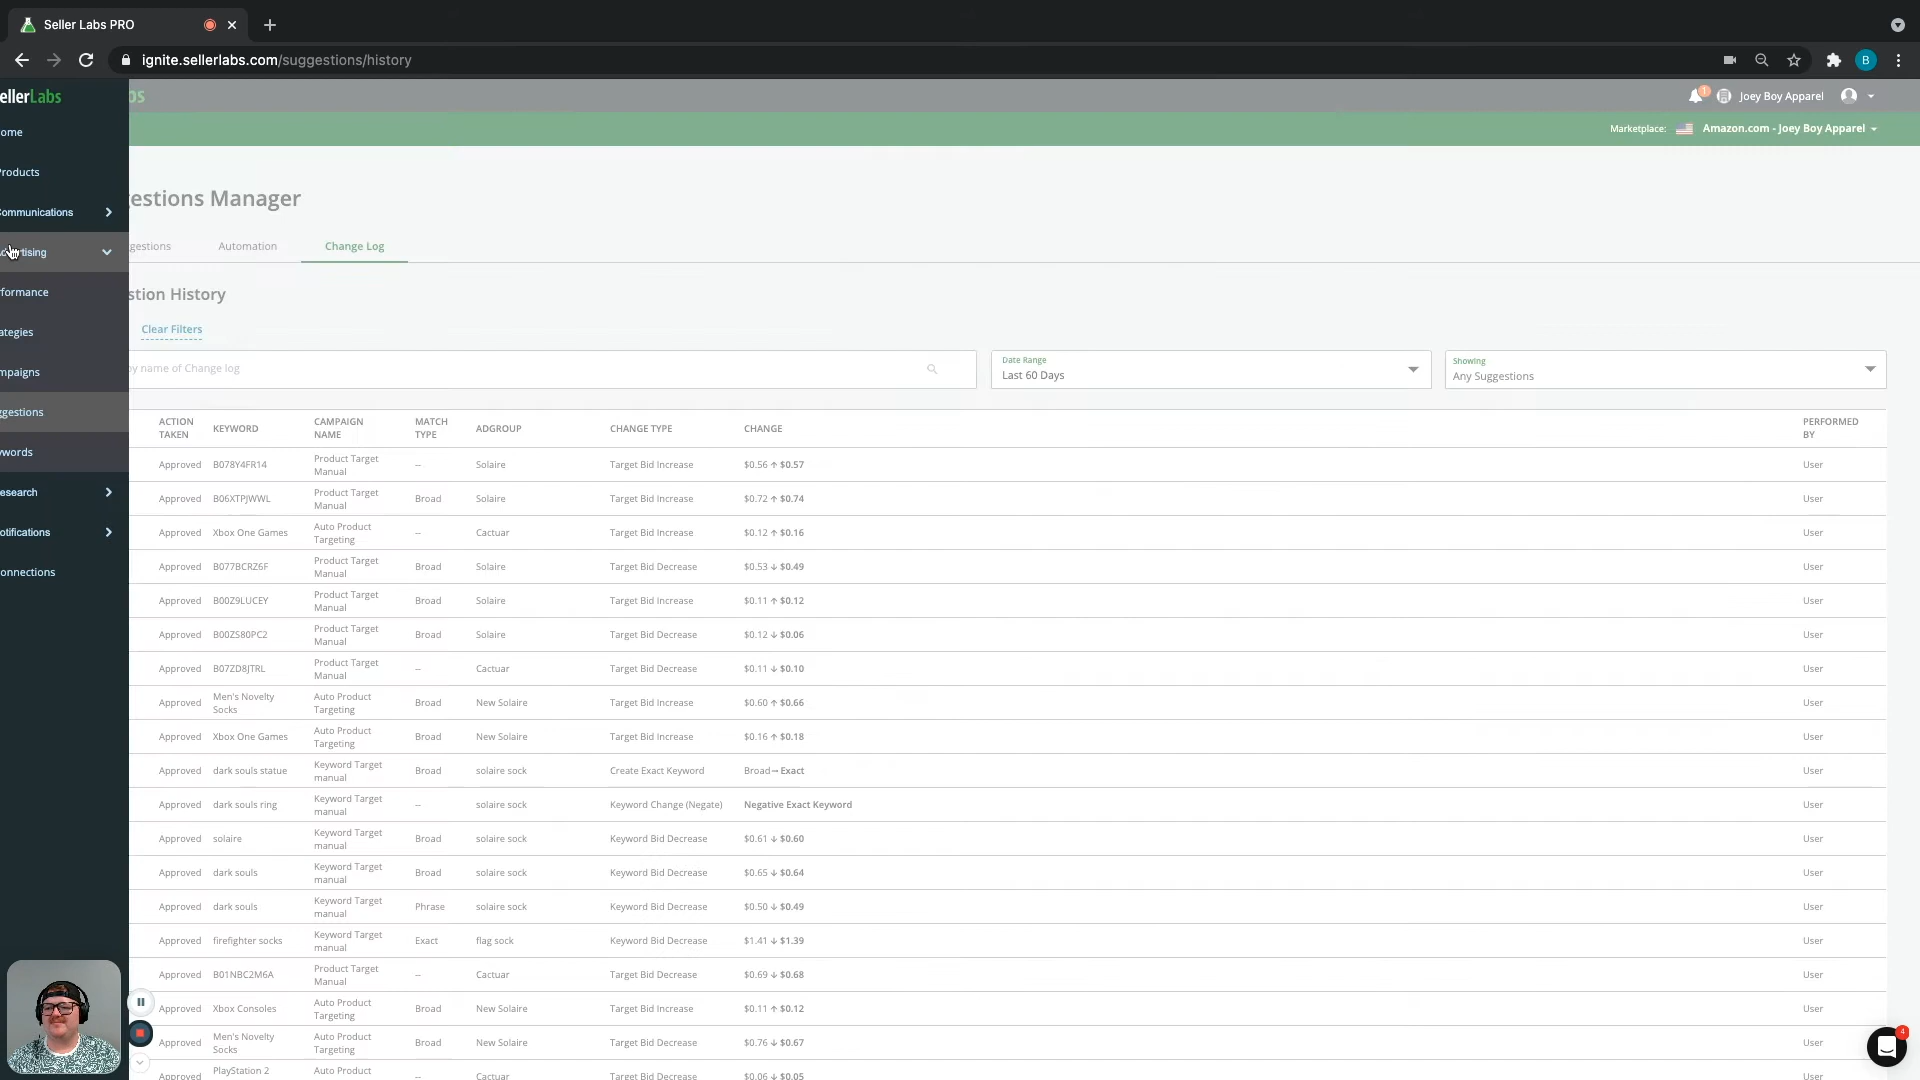 Seller Labs PRO
ignite.sellerlabs.com/suggestions/history
B
ellerLabs
bs
1
Joey Boy Apparel
Marketplace: Amazon.com - Joey Boy Apparel
ome
Products
Communications
dvertising
formance
ategies
mpaigns
ggestions
ywords
esearch
otifications
onnections
gestions Manager
ggestions Automation Change Log
stion History
Clear Filters
by name of Change log
Date Range
Last 60 Days
Showing
Any Suggestions
ACTION TAKEN KEYWORD CAMPAIGN NAME MATCH TYPE ADGROUP CHANGE TYPE CHANGE PERFORMED BY
Approved B078Y4FR14 Product Target Manual -- Solaire Target Bid Increase $0.56 ↑ $0.57 User
Approved B06XTPJWWL Product Target Manual Broad Solaire Target Bid Increase $0.72 ↑ $0.74 User
Approved Xbox One Games Auto Product Targeting -- Cactuar Target Bid Increase $0.12 ↑ $0.16 User
Approved B077BCRZ6F Product Target Manual Broad Solaire Target Bid Decrease $0.53 ↓ $0.49 User
Approved B00Z9LUCEY Product Target Manual Broad Solaire Target Bid Increase $0.11 ↑ $0.12 User
Approved B00ZS80PC2 Product Target Manual Broad Solaire Target Bid Decrease $0.12 ↓ $0.06 User
Approved B07ZD8JTRL Product Target Manual -- Cactuar Target Bid Decrease $0.11 ↓ $0.10 User
Approved Men's Novelty Socks Auto Product Targeting Broad New Solaire Target Bid Increase $0.60 ↑ $0.66 User
Approved Xbox One Games Auto Product Targeting Broad New Solaire Target Bid Increase $0.16 ↑ $0.18 User
Approved dark souls statue Keyword Target manual Broad solaire sock Create Exact Keyword Broad→Exact User
Approved dark souls ring Keyword Target manual -- solaire sock Keyword Change (Negate) Negative Exact Keyword User
Approved solaire Keyword Target manual Broad solaire sock Keyword Bid Decrease $0.61 ↓ $0.60 User
Approved dark souls Keyword Target manual Broad solaire sock Keyword Bid Decrease $0.65 ↓ $0.64 User
Approved dark souls Keyword Target manual Phrase solaire sock Keyword Bid Decrease $0.50 ↓ $0.49 User
Approved firefighter socks Keyword Target manual Exact flag sock Keyword Bid Decrease $1.41 ↓ $1.39 User
Approved B01NBC2M6A Product Target Manual -- Cactuar Target Bid Decrease $0.69 ↓ $0.68 User
Approved Xbox Consoles Auto Product Targeting Broad New Solaire Target Bid Increase $0.11 ↑ $0.12 User
Approved Men's Novelty Socks Auto Product Targeting Broad New Solaire Target Bid Decrease $0.76 ↓ $0.67 User
Approved PlayStation 2 Auto Product -- Cactuar Target Bid Decrease $0.06 ↓ $0.05 User
4